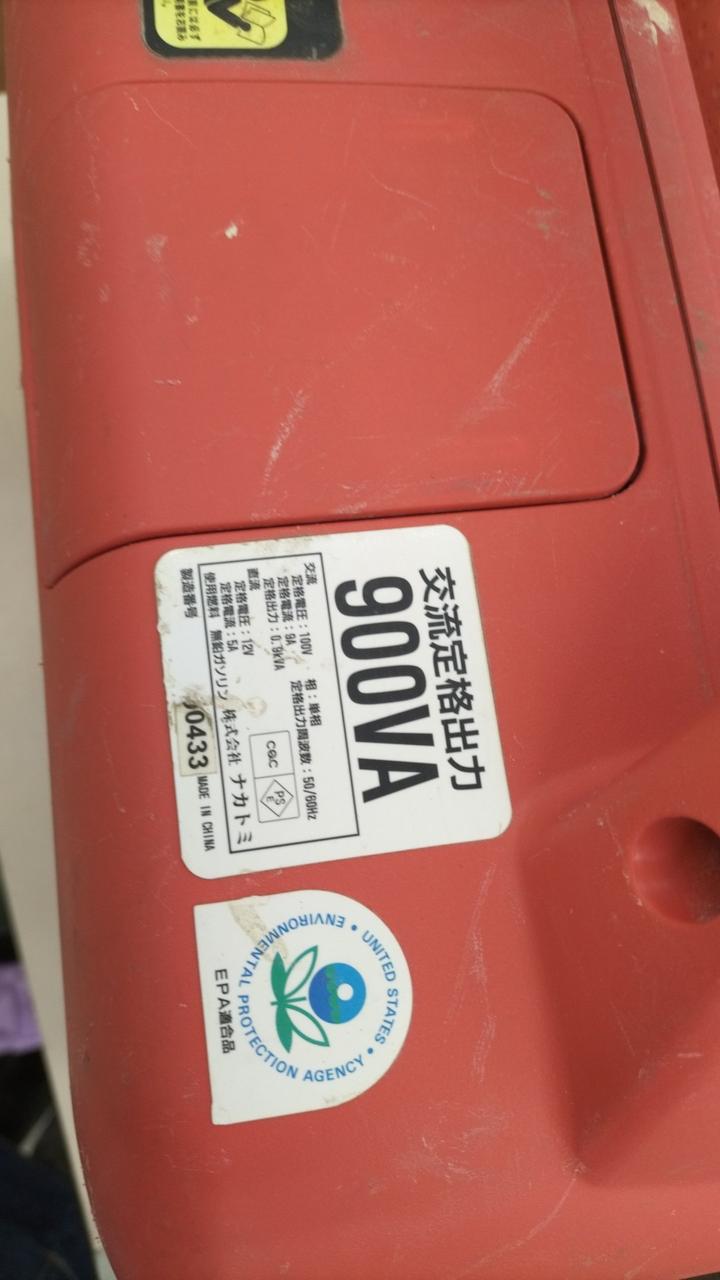 交流定格出力
900VA
交流
定格電圧：100V 相：単相
定格電流：9A 定格出力周波数：50/60Hz
定格出力：0.9kVA
直流
定格電圧：12V
定格電流：5A
CQC
PS
E
使用燃料 無鉛ガソリン 株式会社 ナカトミ
製造番号 0433 MADE IN CHINA
UNITED STATES • ENVIRONMENTAL PROTECTION AGENCY •
EPA適合品